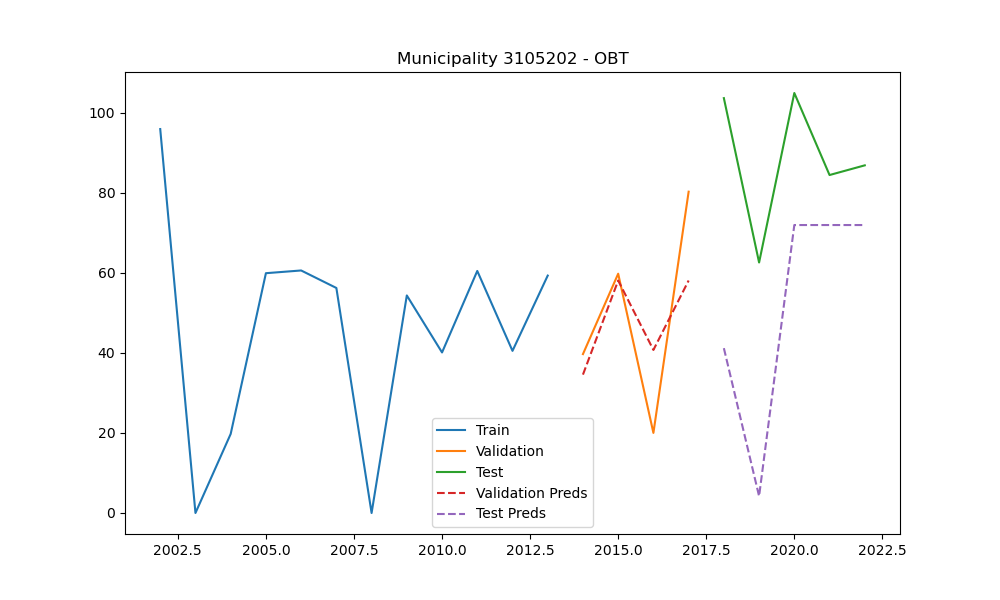 Municipality 3105202 - OBT
100
80
60
40
20
0
Train
Validation
Test
Validation Preds
Test Preds
2002.5 2005.0 2007.5 2010.0 2012.5 2015.0 2017.5 2020.0 2022.5